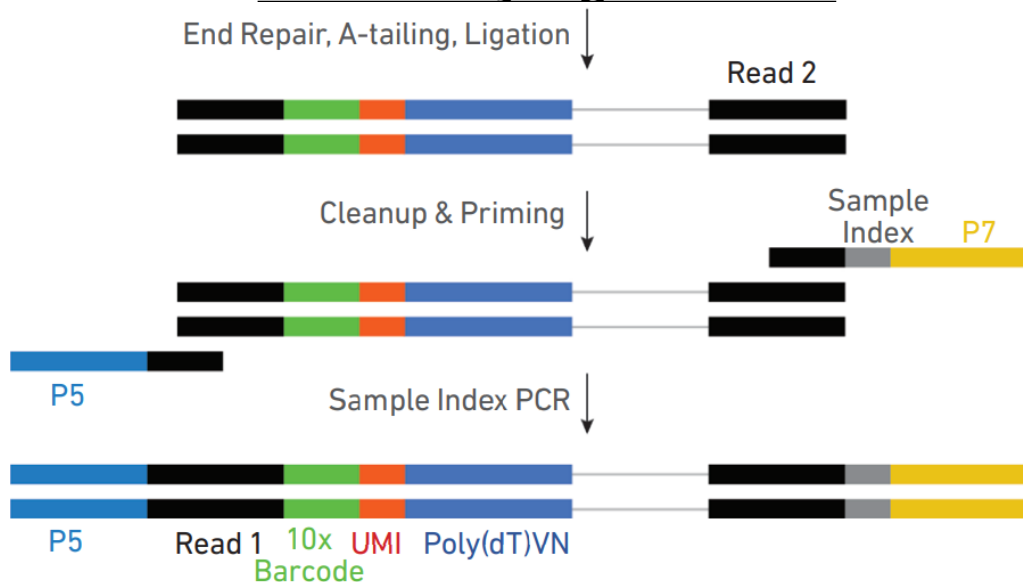 End Repair, A-tailing, Ligation
Read 2
Cleanup & Priming
Sample
Index
P7
P5
Sample Index PCR
P5
Read 1
10x
Barcode
UMI
Poly(dT)VN